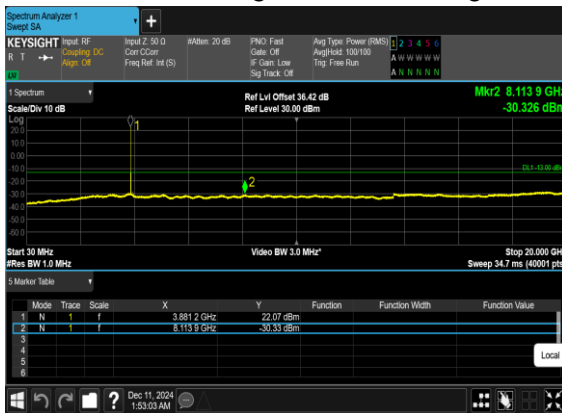 Spectrum Analyzer 1
Swept SA
KEYSIGHT Input: RF Input Z: 50 Ω #Atten: 20 dB PNO: Fast Avg Type: Power (RMS) 1 2 3 4 5 6
R T Coupling: DC Corr CCorr Gate: Off Avg|Hold: 100/100 A W W W W W
Align: Off Freq Ref: Int (S) IF Gain: Low Trig: Free Run
LXI Sig Track: Off A N N N N N
1 Spectrum Ref Lvl Offset 36.42 dB Mkr2 8.113 9 GHz
Scale/Div 10 dB Ref Level 30.00 dBm -30.326 dBm
Log
20.0 1
10.0
0.00
-10.0 DL1 -13.00 dBm
-20.0 2
-30.0
-40.0
-50.0
-60.0
Start 30 MHz Video BW 3.0 MHz* Stop 20.000 GH
#Res BW 1.0 MHz Sweep 34.7 ms (40001 pts
5 Marker Table
Mode Trace Scale X Y Function Function Width Function Value
1 N 1 f 3.881 2 GHz 22.07 dBm
2 N 1 f 8.113 9 GHz -30.33 dBm
3
4
5
6
Local
? Dec 11, 2024
1:53:03 AM